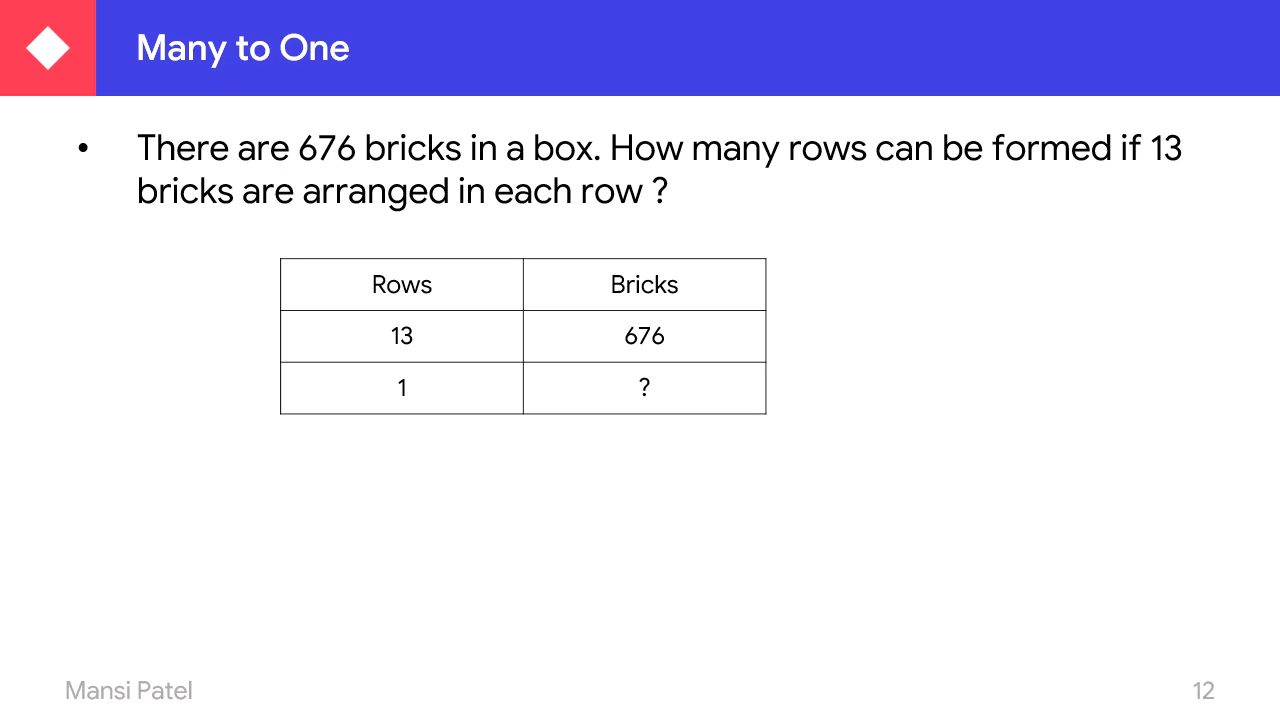 Many to One
• There are 676 bricks in a box. How many rows can be formed if 13
bricks are arranged in each row ?
Rows Bricks
13 676
1 ?
Mansi Patel 12